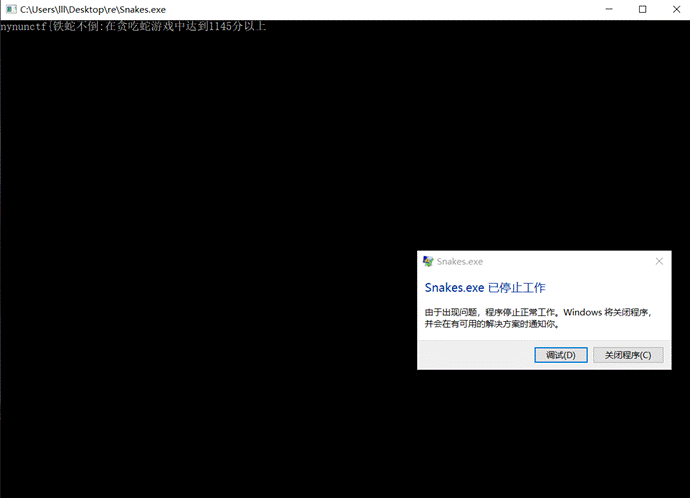 C:\Users\lll\Desktop\re\Snakes.exe
nynunctf{铁蛇不倒:在贪吃蛇游戏中达到1145分以上
Snakes.exe
Snakes.exe 已停止工作
由于出现问题，程序停止正常工作。Windows 将关闭程序，
并会在有可用的解决方案时通知你。
调试(D) 关闭程序(C)